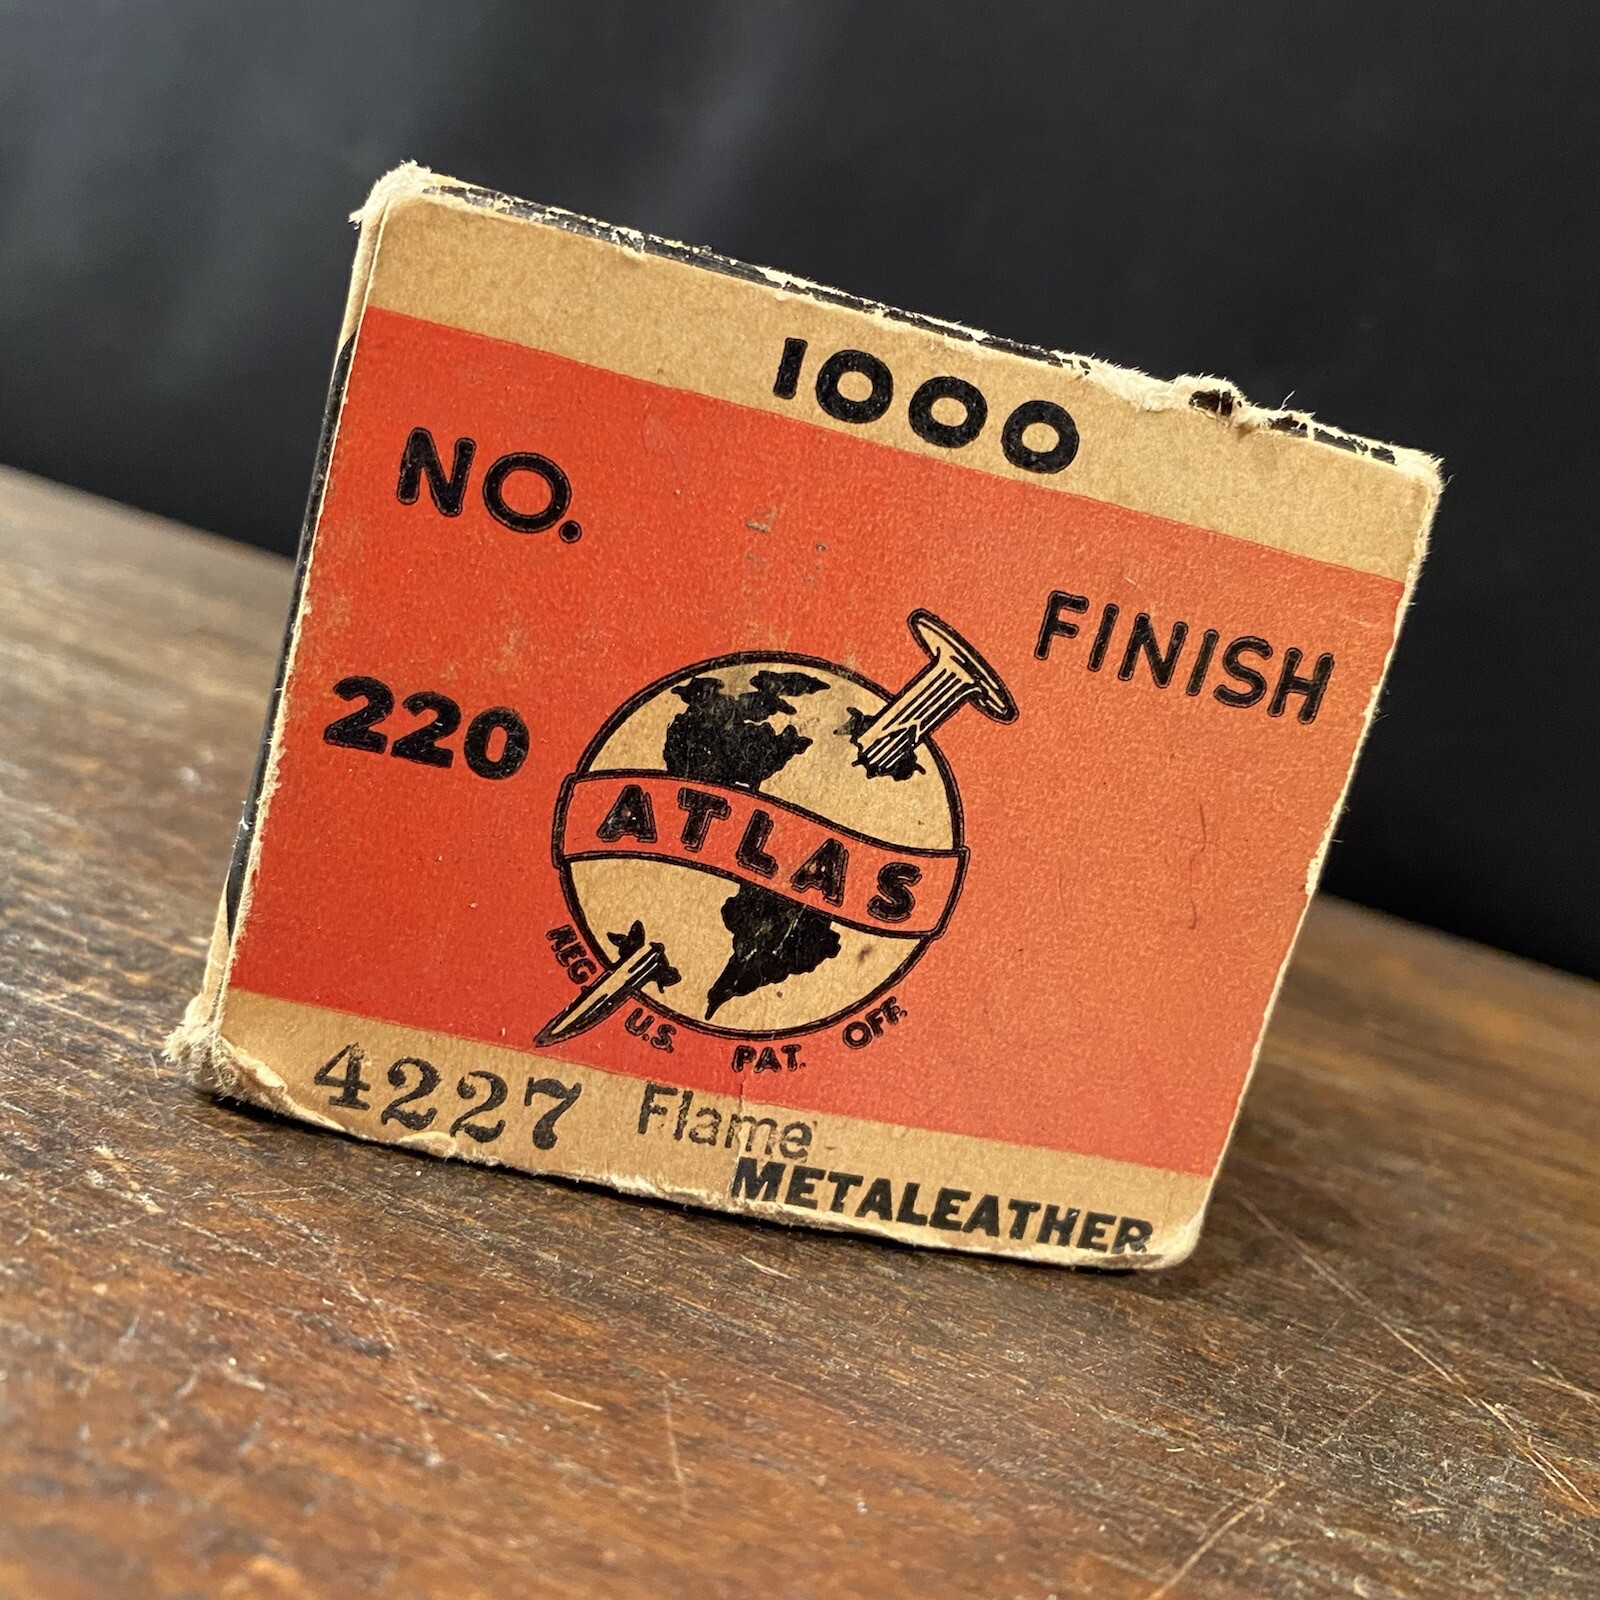 1000
NO.
FINISH
220
ATLAS
REG. U.S. PAT. OFF.
4227 Flame
METALEATHER